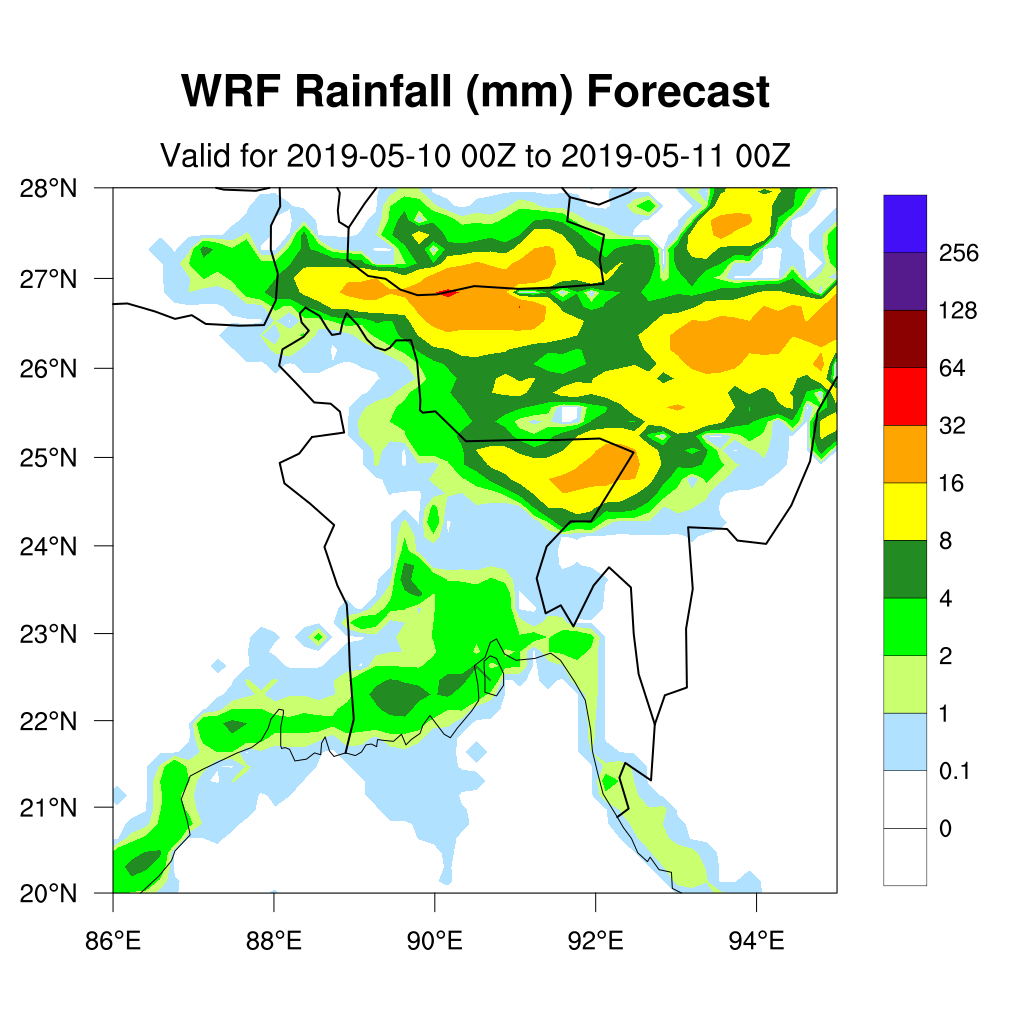 WRF Rainfall (mm) Forecast
Valid for 2019-05-10 00Z to 2019-05-11 00Z
28°N
27°N
26°N
25°N
24°N
23°N
22°N
21°N
20°N
86°E 88°E 90°E 92°E 94°E
256
128
64
32
16
8
4
2
1
0.1
0